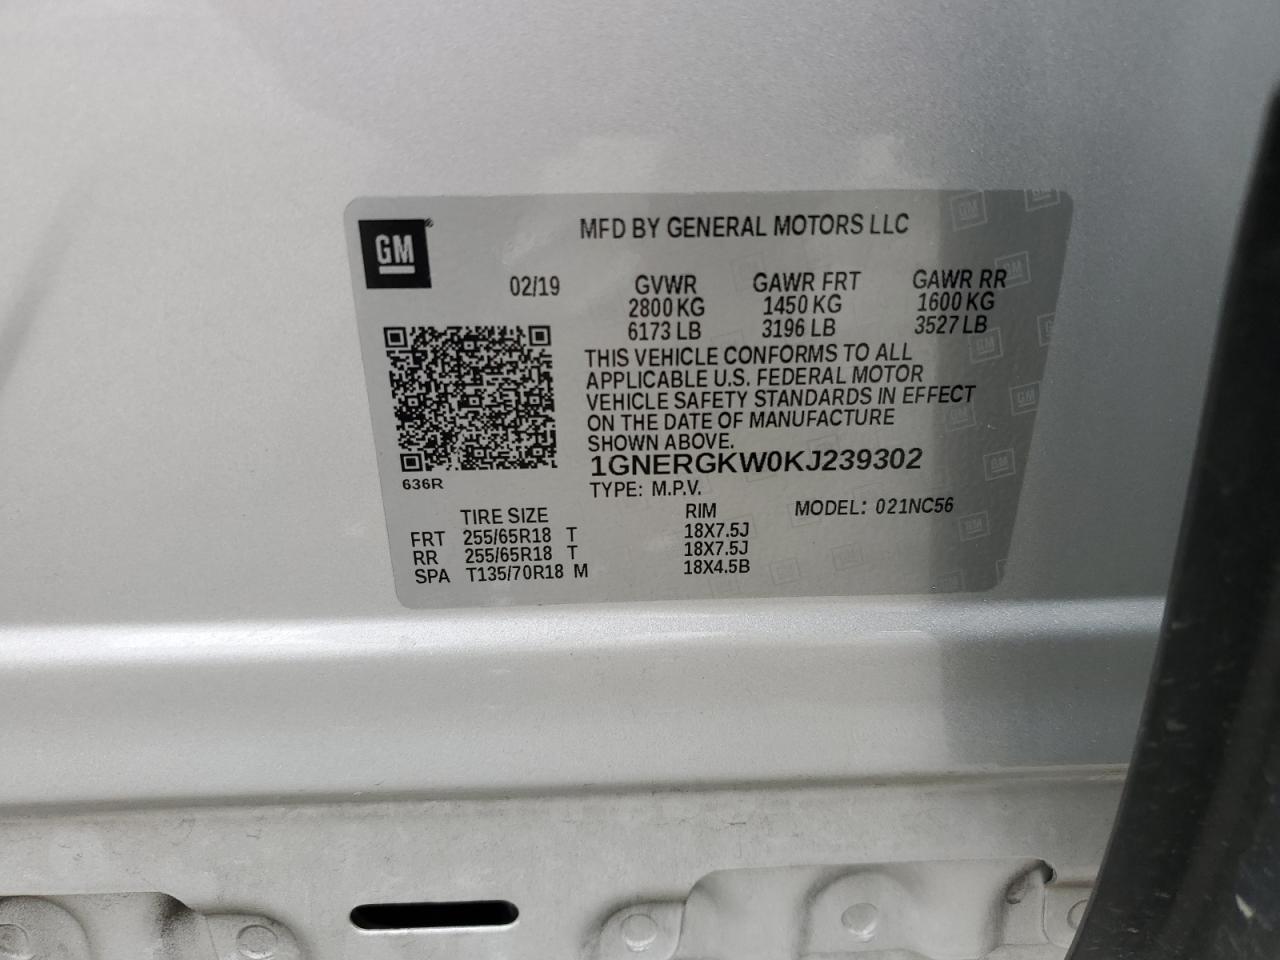 GM
MFD BY GENERAL MOTORS LLC
02/19 GVWR GAWR FRT GAWR RR
2800 KG 1450 KG 1600 KG
6173 LB 3196 LB 3527 LB
THIS VEHICLE CONFORMS TO ALL
APPLICABLE U.S. FEDERAL MOTOR
VEHICLE SAFETY STANDARDS IN EFFECT
ON THE DATE OF MANUFACTURE
SHOWN ABOVE.
1GNERGKW0KJ239302
636R
TYPE: M.P.V.
MODEL: 021NC56
TIRE SIZE RIM
FRT 255/65R18 T 18X7.5J
RR 255/65R18 T 18X7.5J
SPA T135/70R18 M 18X4.5B